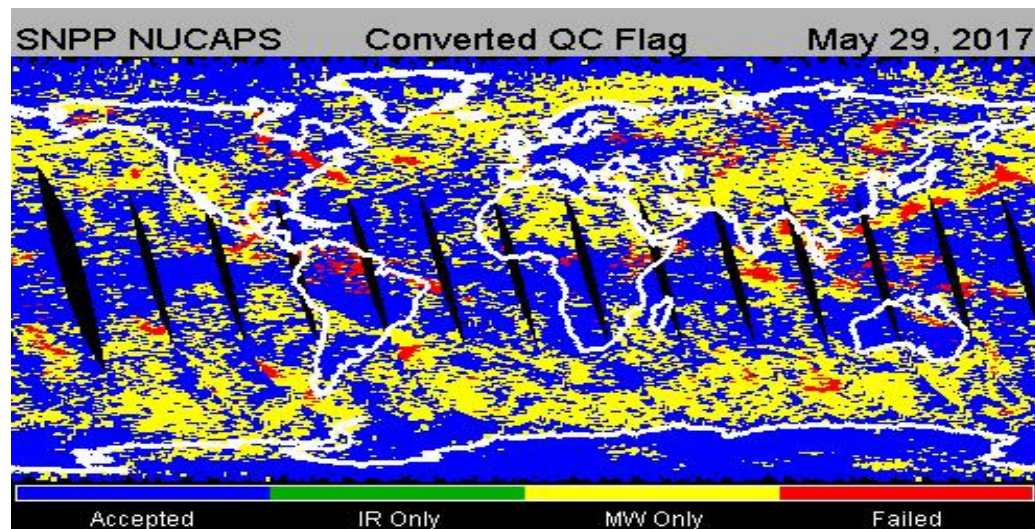 SNPP NUCAPS Converted QC Flag May 29, 2017
Accepted IR Only MW Only Failed